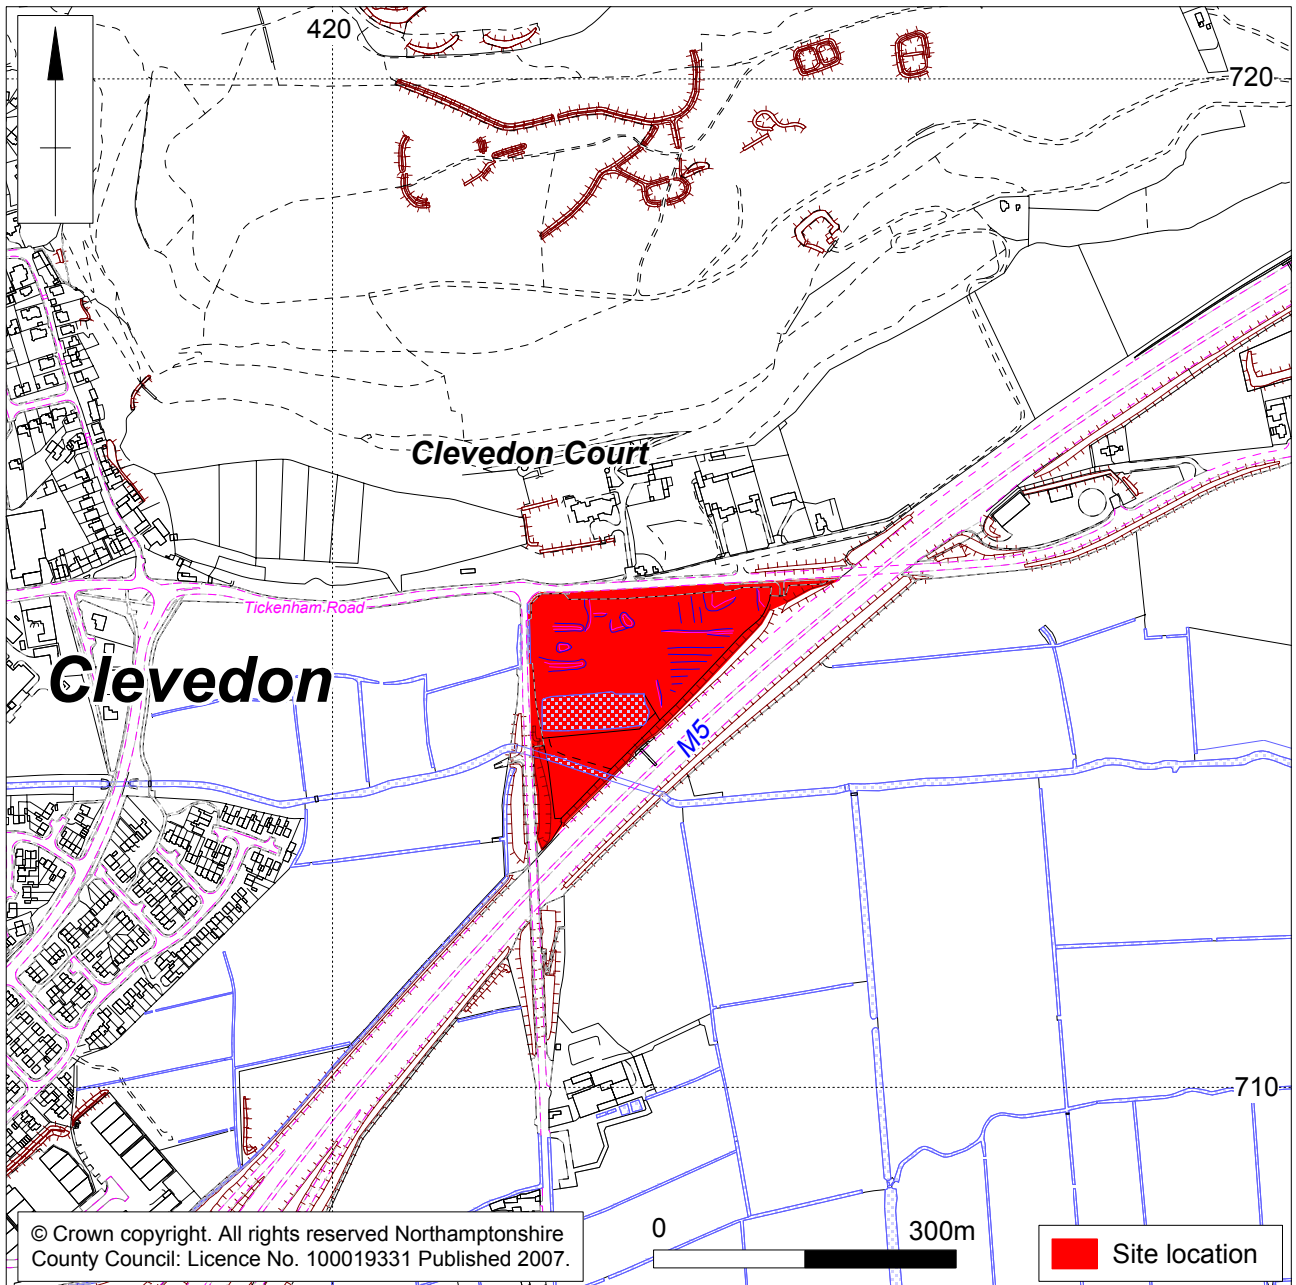 420
720
Clevedon Court
Tickenham Road
Clevedon
M5
710
© Crown copyright. All rights reserved Northamptonshire
County Council: Licence No. 100019331 Published 2007.
0 300m
Site location